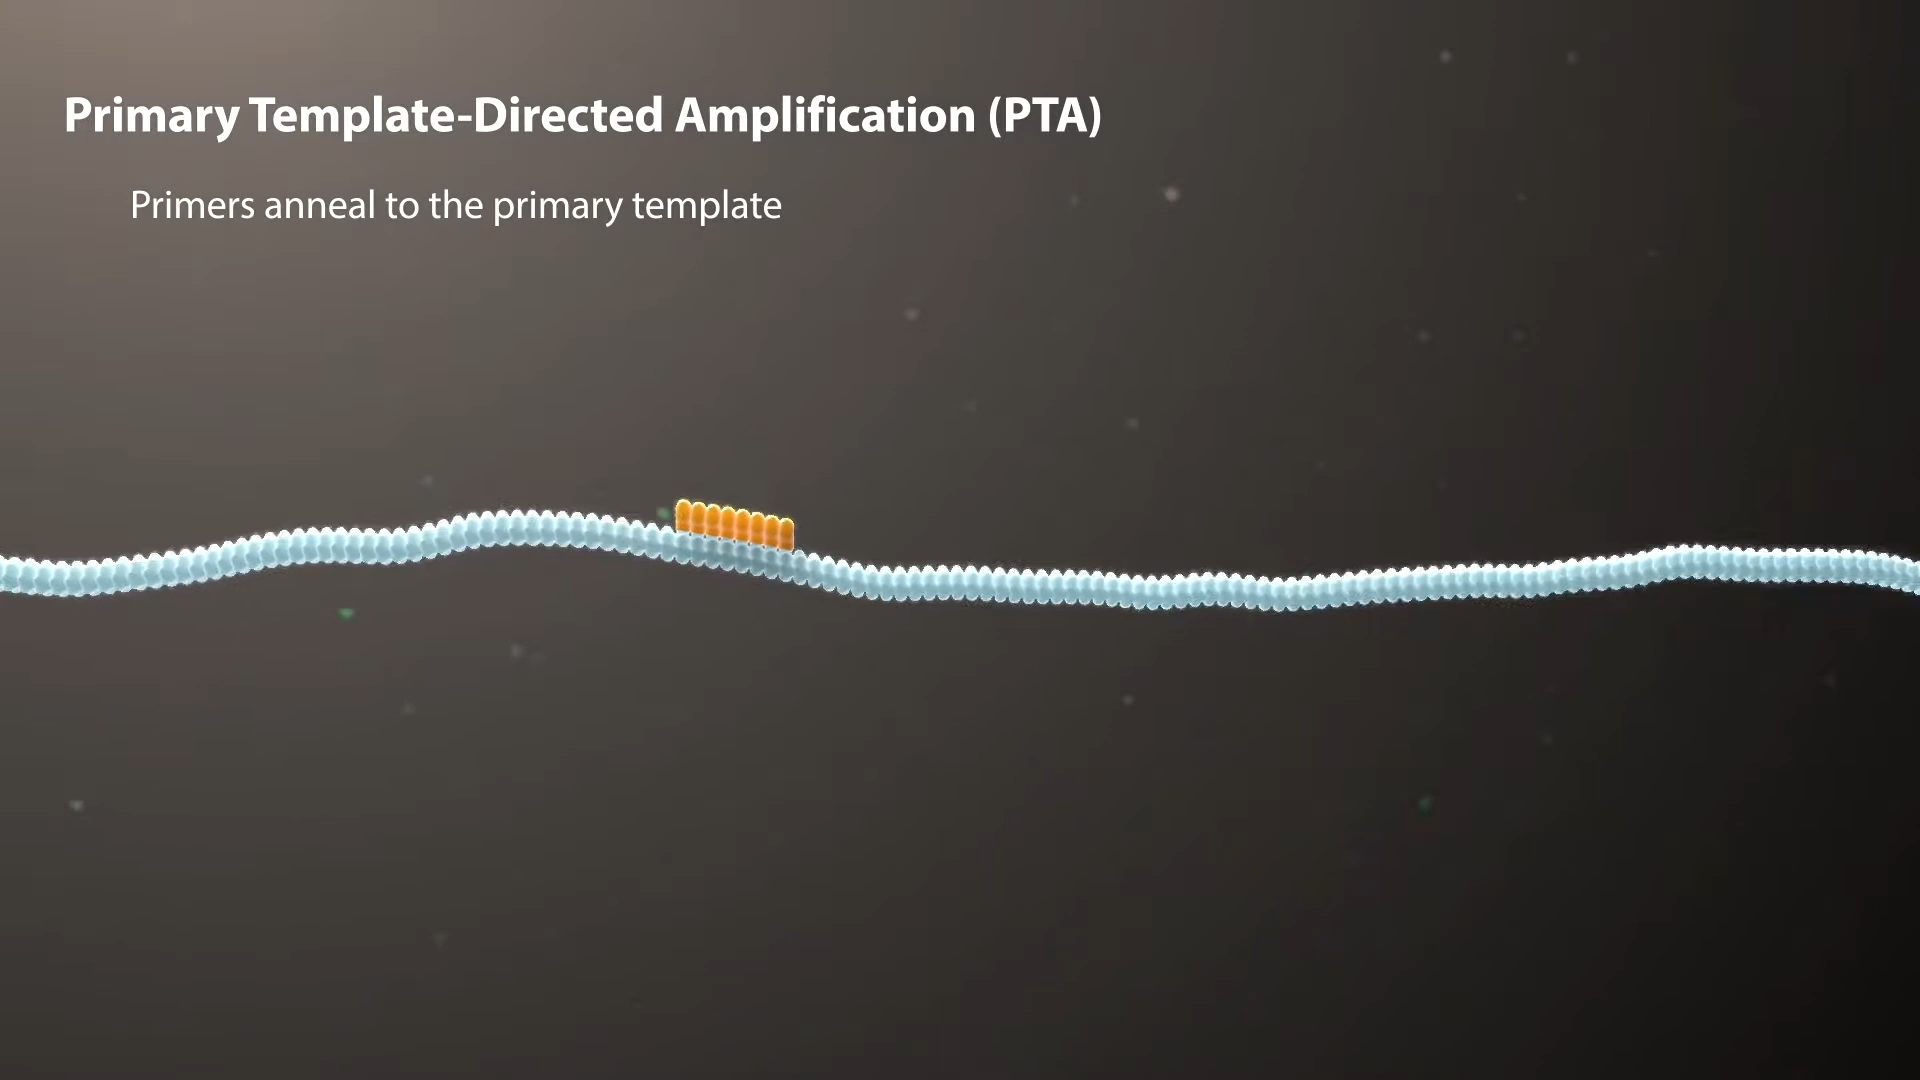 Primary Template-Directed Amplification (PTA)
Primers anneal to the primary template